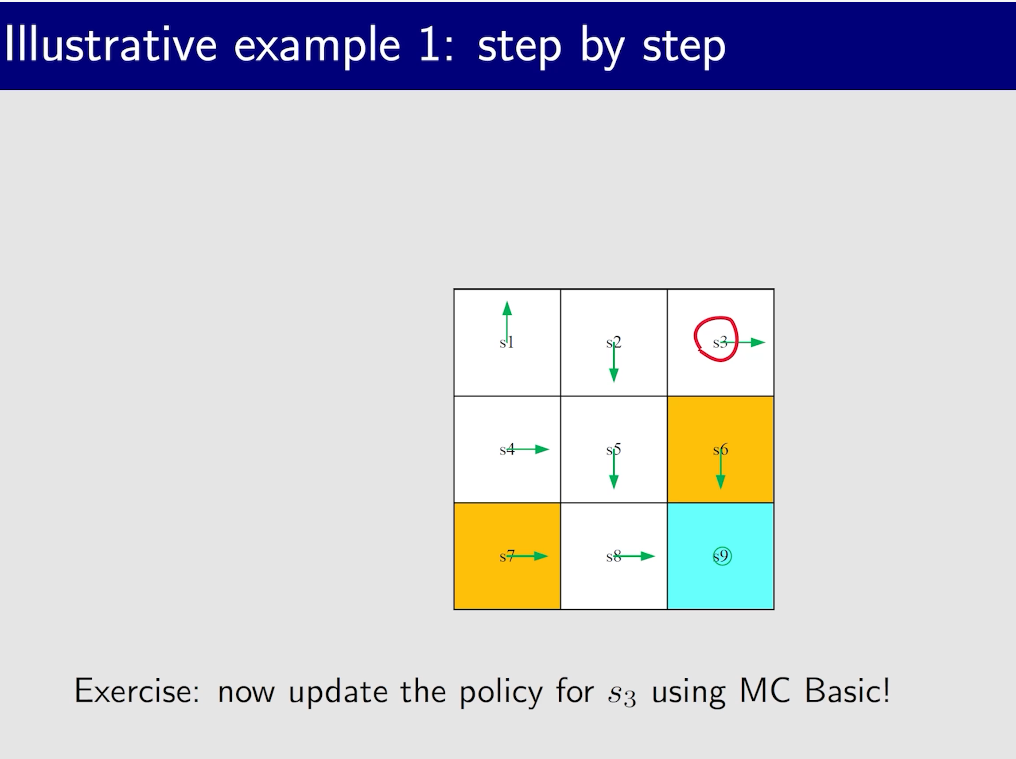 Illustrative example 1: step by step
s1 s2 s3
s4 s5 s6
s7 s8 s9
Exercise: now update the policy for s₃ using MC Basic!